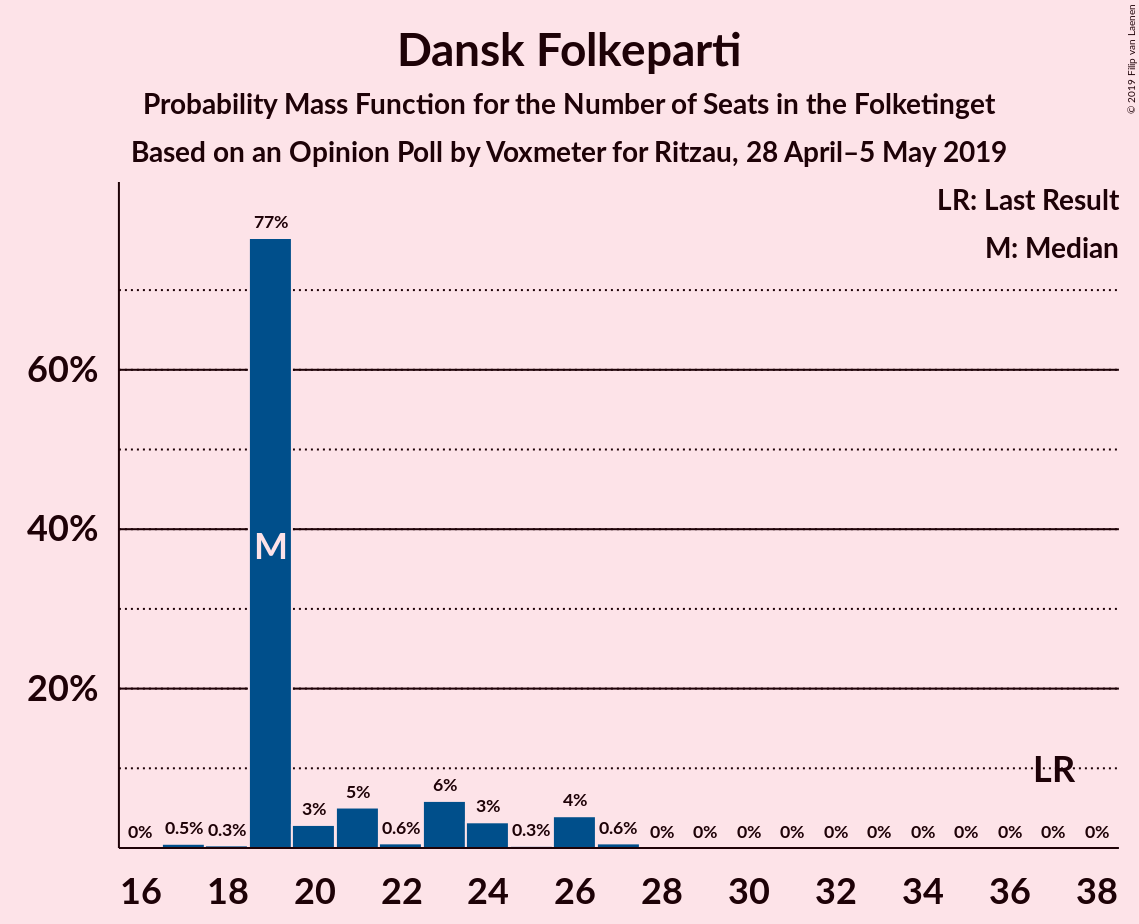 Dansk Folkeparti
Probability Mass Function for the Number of Seats in the Folketinget
Based on an Opinion Poll by Voxmeter for Ritzau, 28 April–5 May 2019
© 2019 Filip van Laenen
LR: Last Result
M: Median
60%
40%
20%
0% 0.5% 0.3% 77% 3% 5% 0.6% 6% 3% 0.3% 4% 0.6% 0% 0% 0% 0% 0% 0% 0% 0% 0% 0% 0%
M
LR
16 18 20 22 24 26 28 30 32 34 36 38